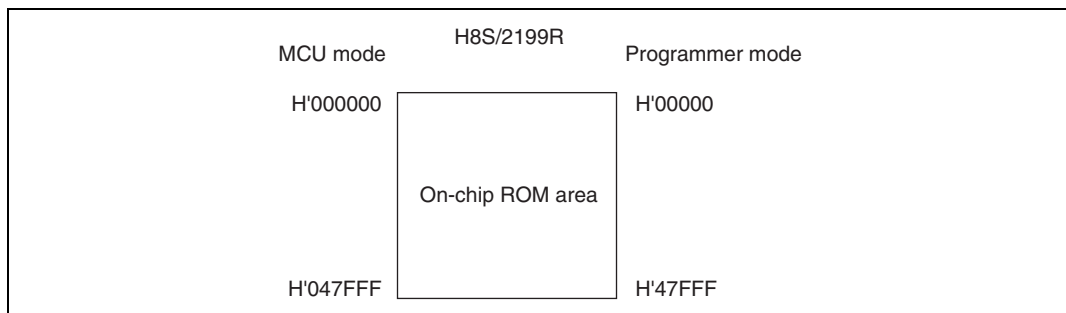 H8S/2199R
MCU mode Programmer mode
H'000000 H'00000
On-chip ROM area
H'047FFF H'47FFF